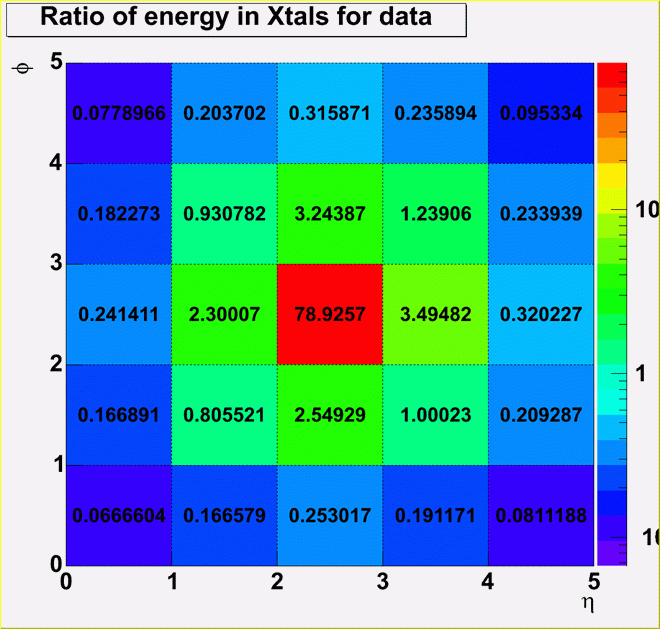 Ratio of energy in Xtals for data
ϕ
5
0.0778966 0.203702 0.315871 0.235894 0.095334
4
0.182273 0.930782 3.24387 1.23906 0.233939
10
3
0.241411 2.30007 78.9257 3.49482 0.320227
2
1
0.166891 0.805521 2.54929 1.00023 0.209287
1
0.0666604 0.166579 0.253017 0.191171 0.0811188
10
0
0 1 2 3 4 5
η